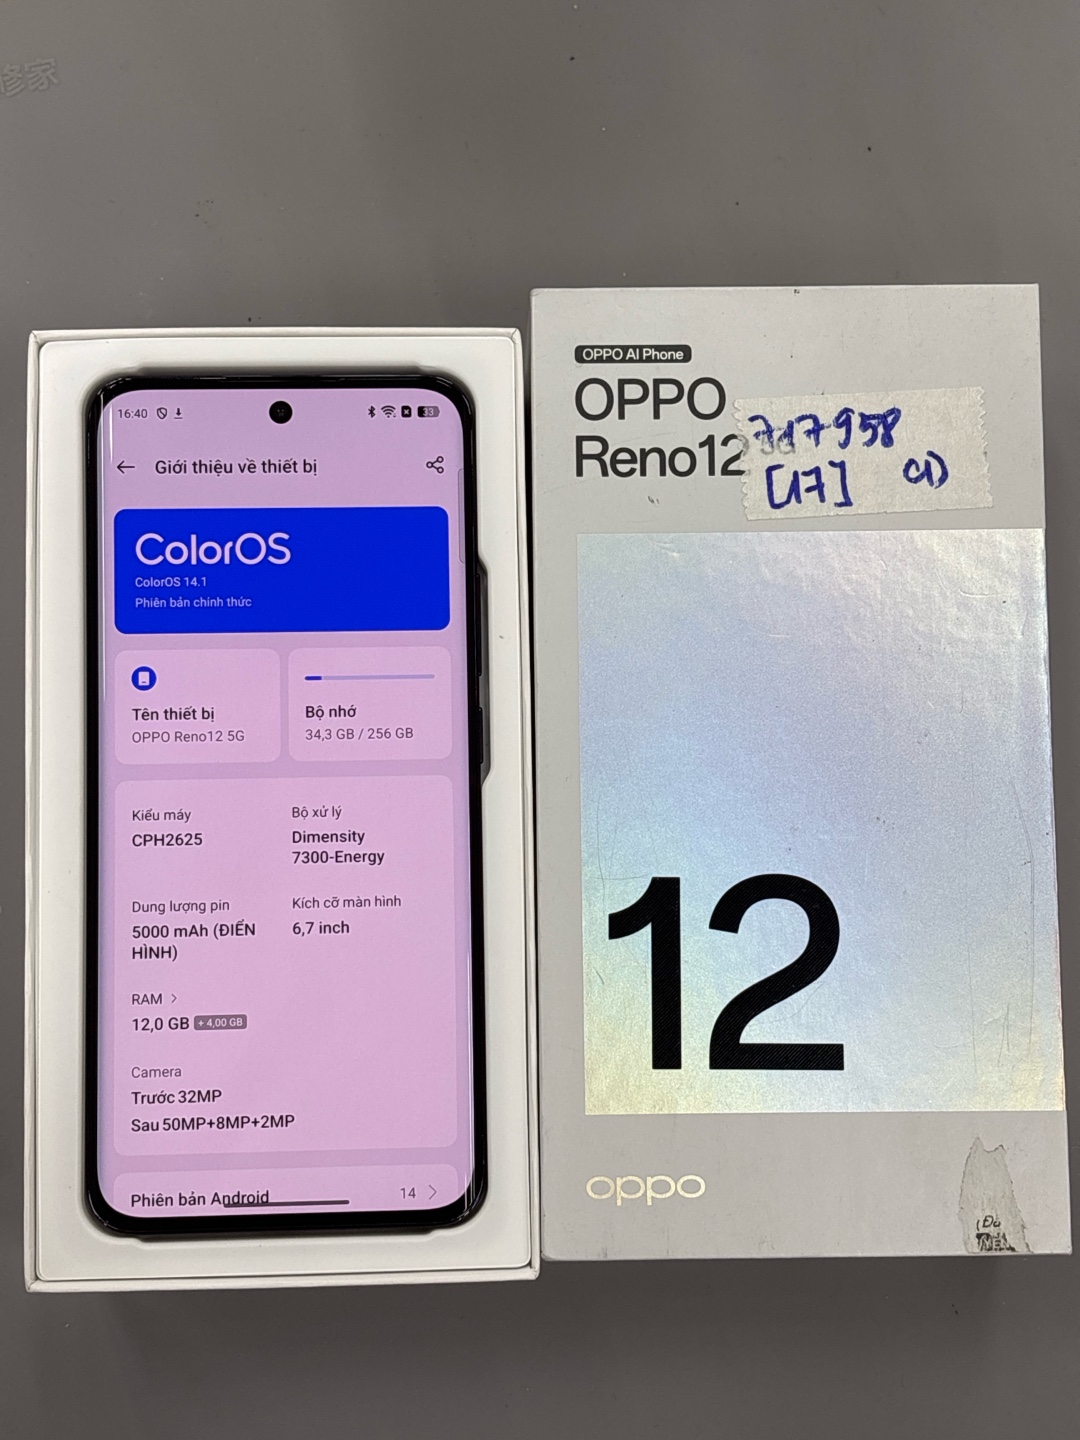 修家
16:40
33
Giới thiệu về thiết bị
ColorOS
ColorOS 14.1
Phiên bản chính thức
Tên thiết bị
OPPO Reno12 5G
Bộ nhớ
34,3 GB / 256 GB
Kiểu máy
CPH2625
Bộ xử lý
Dimensity
7300-Energy
Dung lượng pin
5000 mAh (ĐIỂN
HÌNH)
Kích cỡ màn hình
6,7 inch
RAM >
12,0 GB + 4,00 GB
Camera
Trước 32MP
Sau 50MP+8MP+2MP
Phiên bản Android
14 >
OPPO AI Phone
OPPO
Reno12 5G
717958
[17]
12
oppo